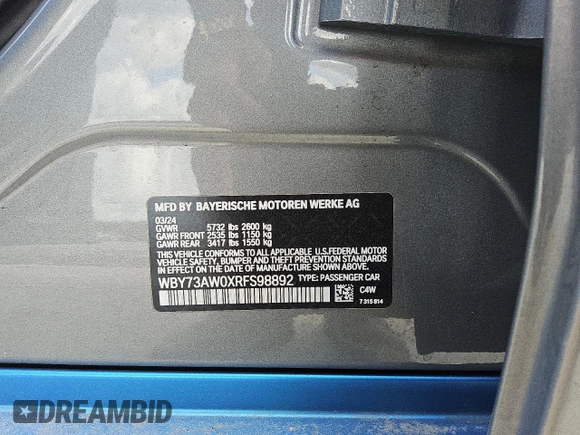 MFD BY BAYERISCHE MOTOREN WERKE AG
03/24
GVWR 5732 lbs 2600 kg
GAWR FRONT 2535 lbs 1150 kg
GAWR REAR 3417 lbs 1550 kg
THIS VEHICLE CONFORMS TO ALL APPLICABLE U.S.FEDERAL MOTOR
VEHICLE SAFETY, BUMPER, AND THEFT PREVENTION STANDARDS
IN EFFECT ON THE DATE OF MANUFACTURE SHOWN ABOVE.
WBY73AW0XRFS98892 TYPE: PASSENGER CAR
C4W
7 315 814
DREAMBID